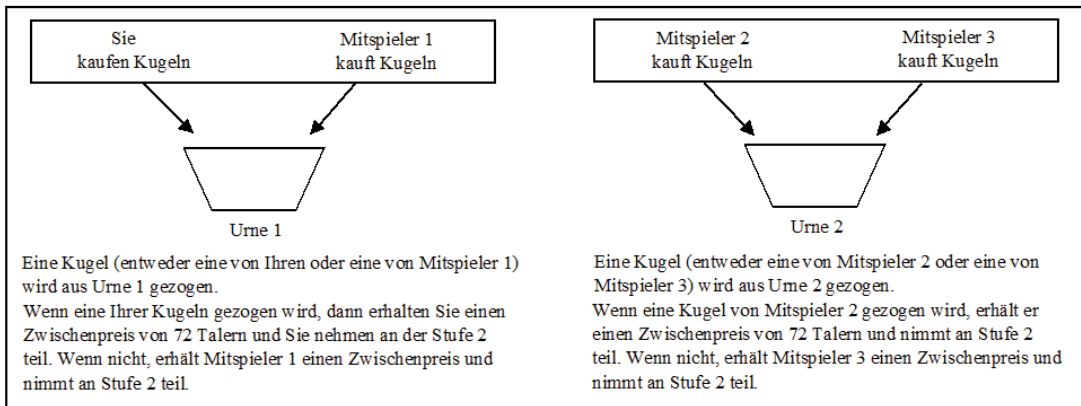 Sie
kaufen Kugeln
Mitspieler 1
kauft Kugeln
Urne 1
Eine Kugel (entweder eine von Ihren oder eine von Mitspieler 1)
wird aus Urne 1 gezogen.
Wenn eine Ihrer Kugeln gezogen wird, dann erhalten Sie einen
Zwischenpreis von 72 Talern und Sie nehmen an der Stufe 2
teil. Wenn nicht, erhält Mitspieler 1 einen Zwischenpreis und
nimmt an Stufe 2 teil.
Mitspieler 2
kauft Kugeln
Mitspieler 3
kauft Kugeln
Urne 2
Eine Kugel (entweder eine von Mitspieler 2 oder eine von
Mitspieler 3) wird aus Urne 2 gezogen.
Wenn eine Kugel von Mitspieler 2 gezogen wird, erhält er
einen Zwischenpreis von 72 Talern und nimmt an Stufe 2
teil. Wenn nicht, erhält Mitspieler 3 einen Zwischenpreis und
nimmt an Stufe 2 teil.